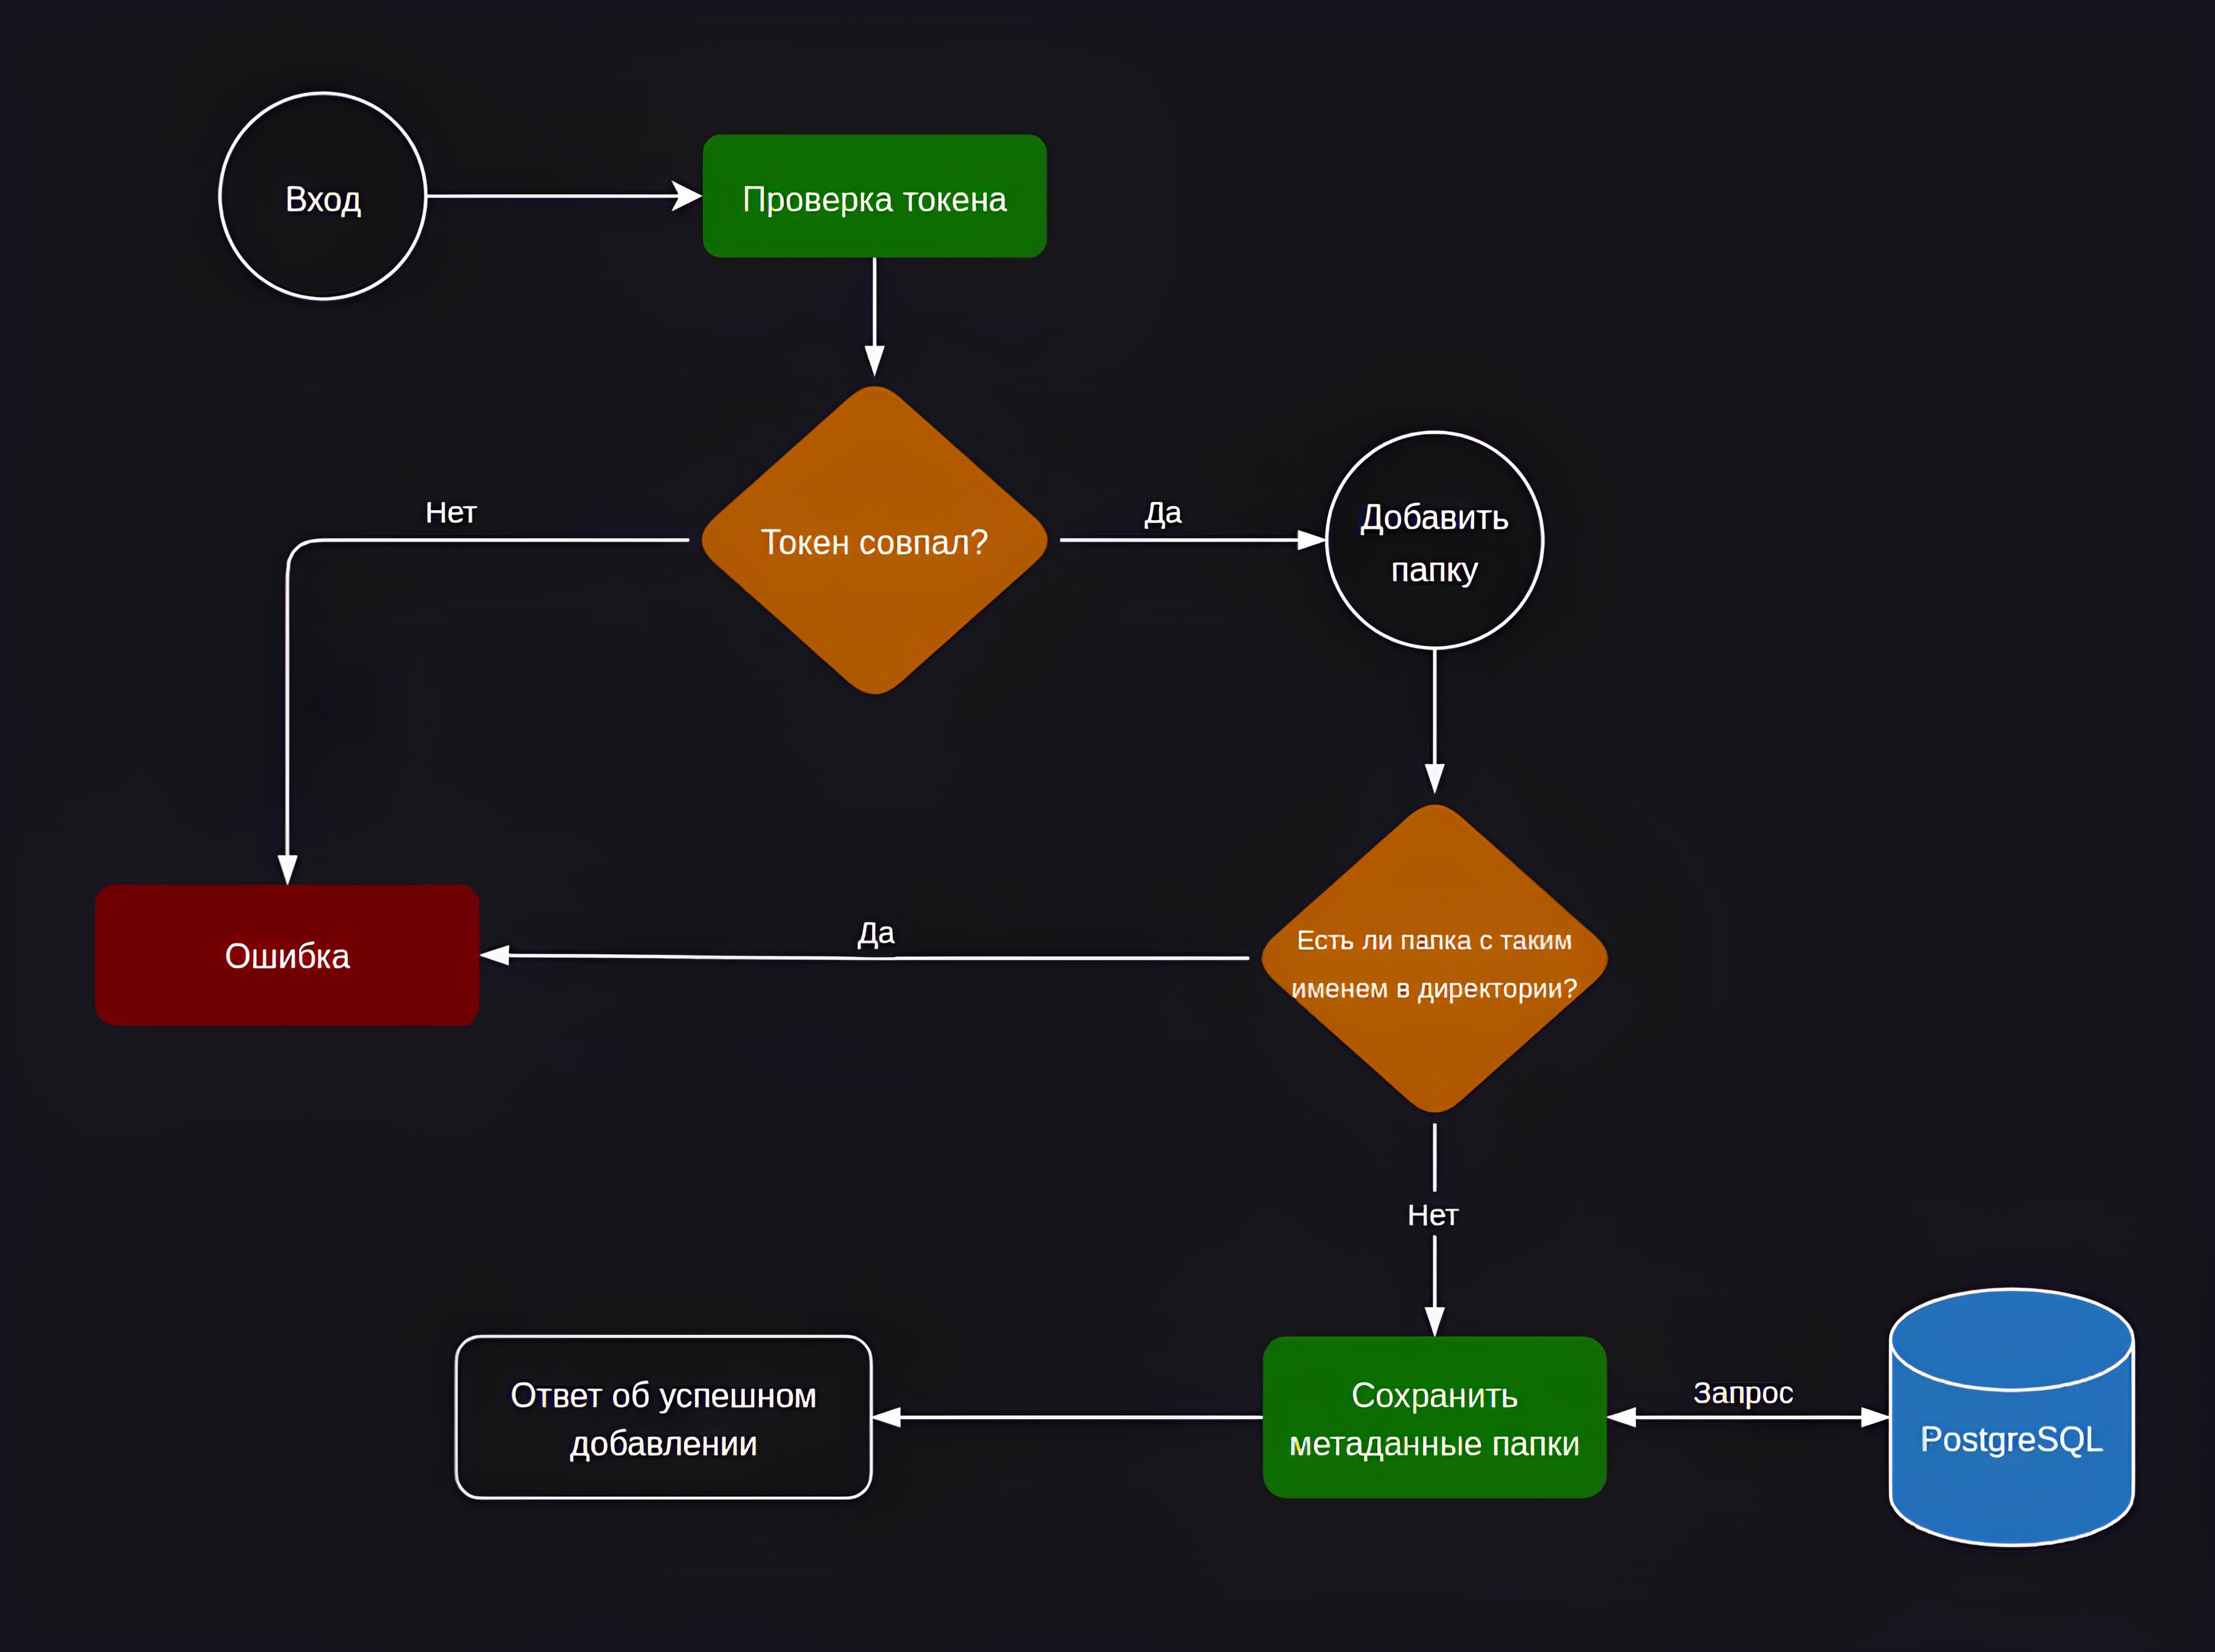 Вход
Проверка токена
Нет
Токен совпал?
Да
Добавить
папку
Ошибка
Да
Есть ли папка с таким
именем в директории?
Нет
Ответ об успешном
добавлении
Сохранить
метаданные папки
Запрос
PostgreSQL